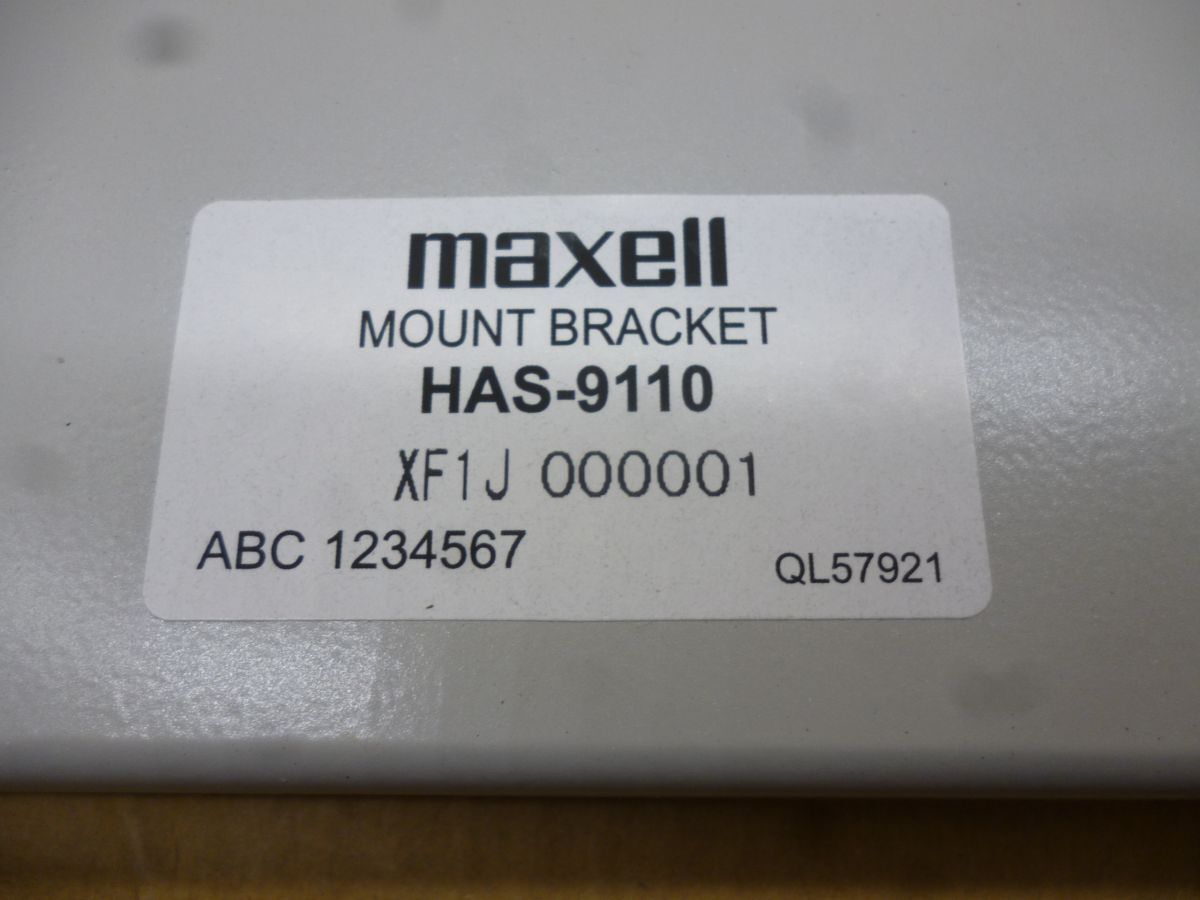 maxell
MOUNT BRACKET
HAS-9110
XF1J 000001
ABC 1234567
QL57921